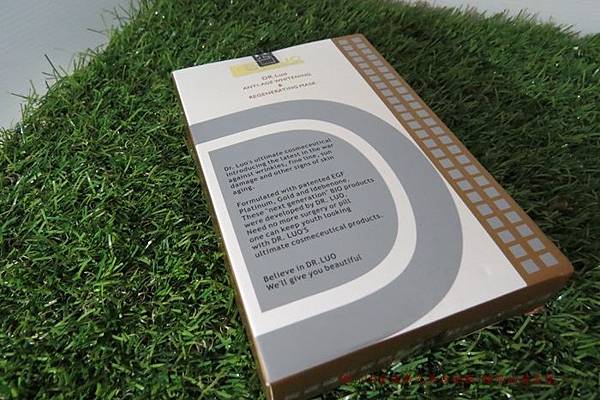 DR.Luo
ANTI-AGE-WHITENING
&
REGENERATING MASK
Dr. Luo's ultimate cosmeceutical
introducing the latest in the war
against wrinkles, fine line, sun
damage and other signs of skin
aging.
Formulated with patented EGF
Platinum, Gold and Idebenone,
These "next generation" BIO products
were developed by DR. LUO.
Need no more surgery or pill
one can keep youth looking
with DR. LUO'S
ultimate cosmeceutical products.
Believe in DR.LUO
We'll give you beautiful